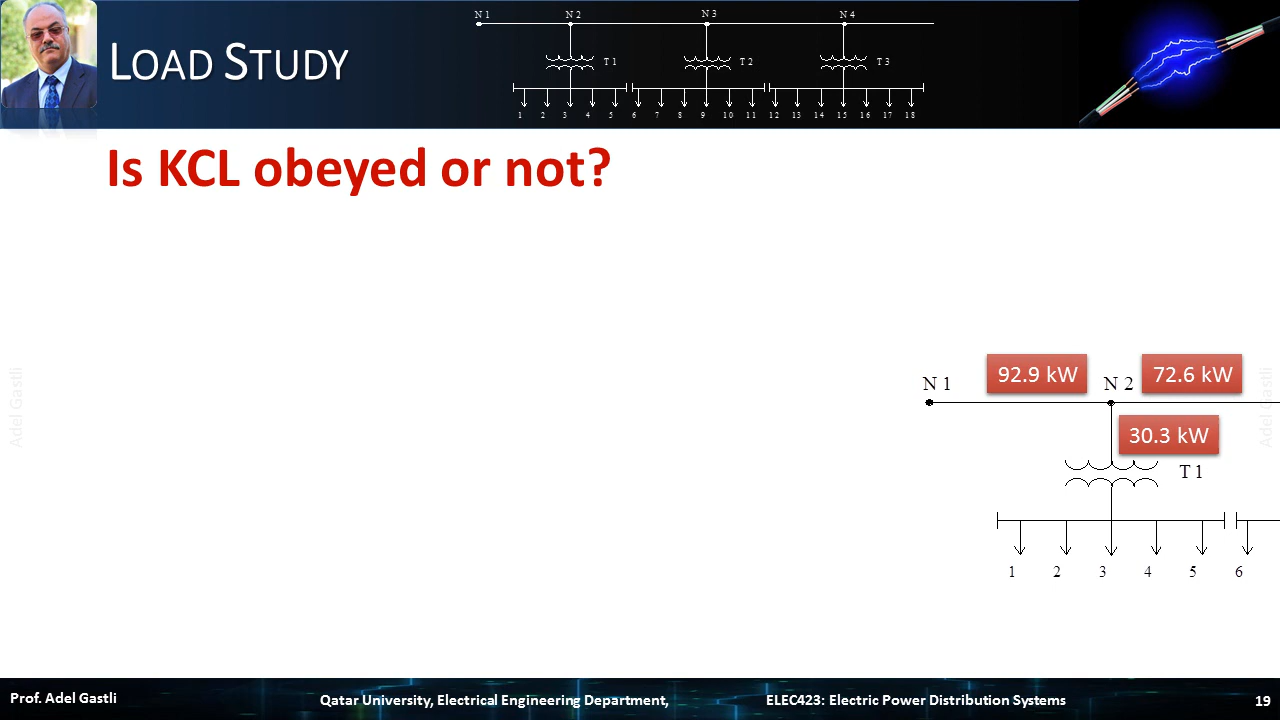 N 1 N 2 N 3 N 4
LOAD STUDY
T 1 T 2 T 3
1 2 3 4 5 6 7 8 9 10 11 12 13 14 15 16 17 18
Is KCL obeyed or not?
92.9 kW 72.6 kW
N 1 N 2
30.3 kW
T 1
1 2 3 4 5 6
Adel Gastli
Adel Gastli
Prof. Adel Gastli Qatar University, Electrical Engineering Department, ELEC423: Electric Power Distribution Systems 19